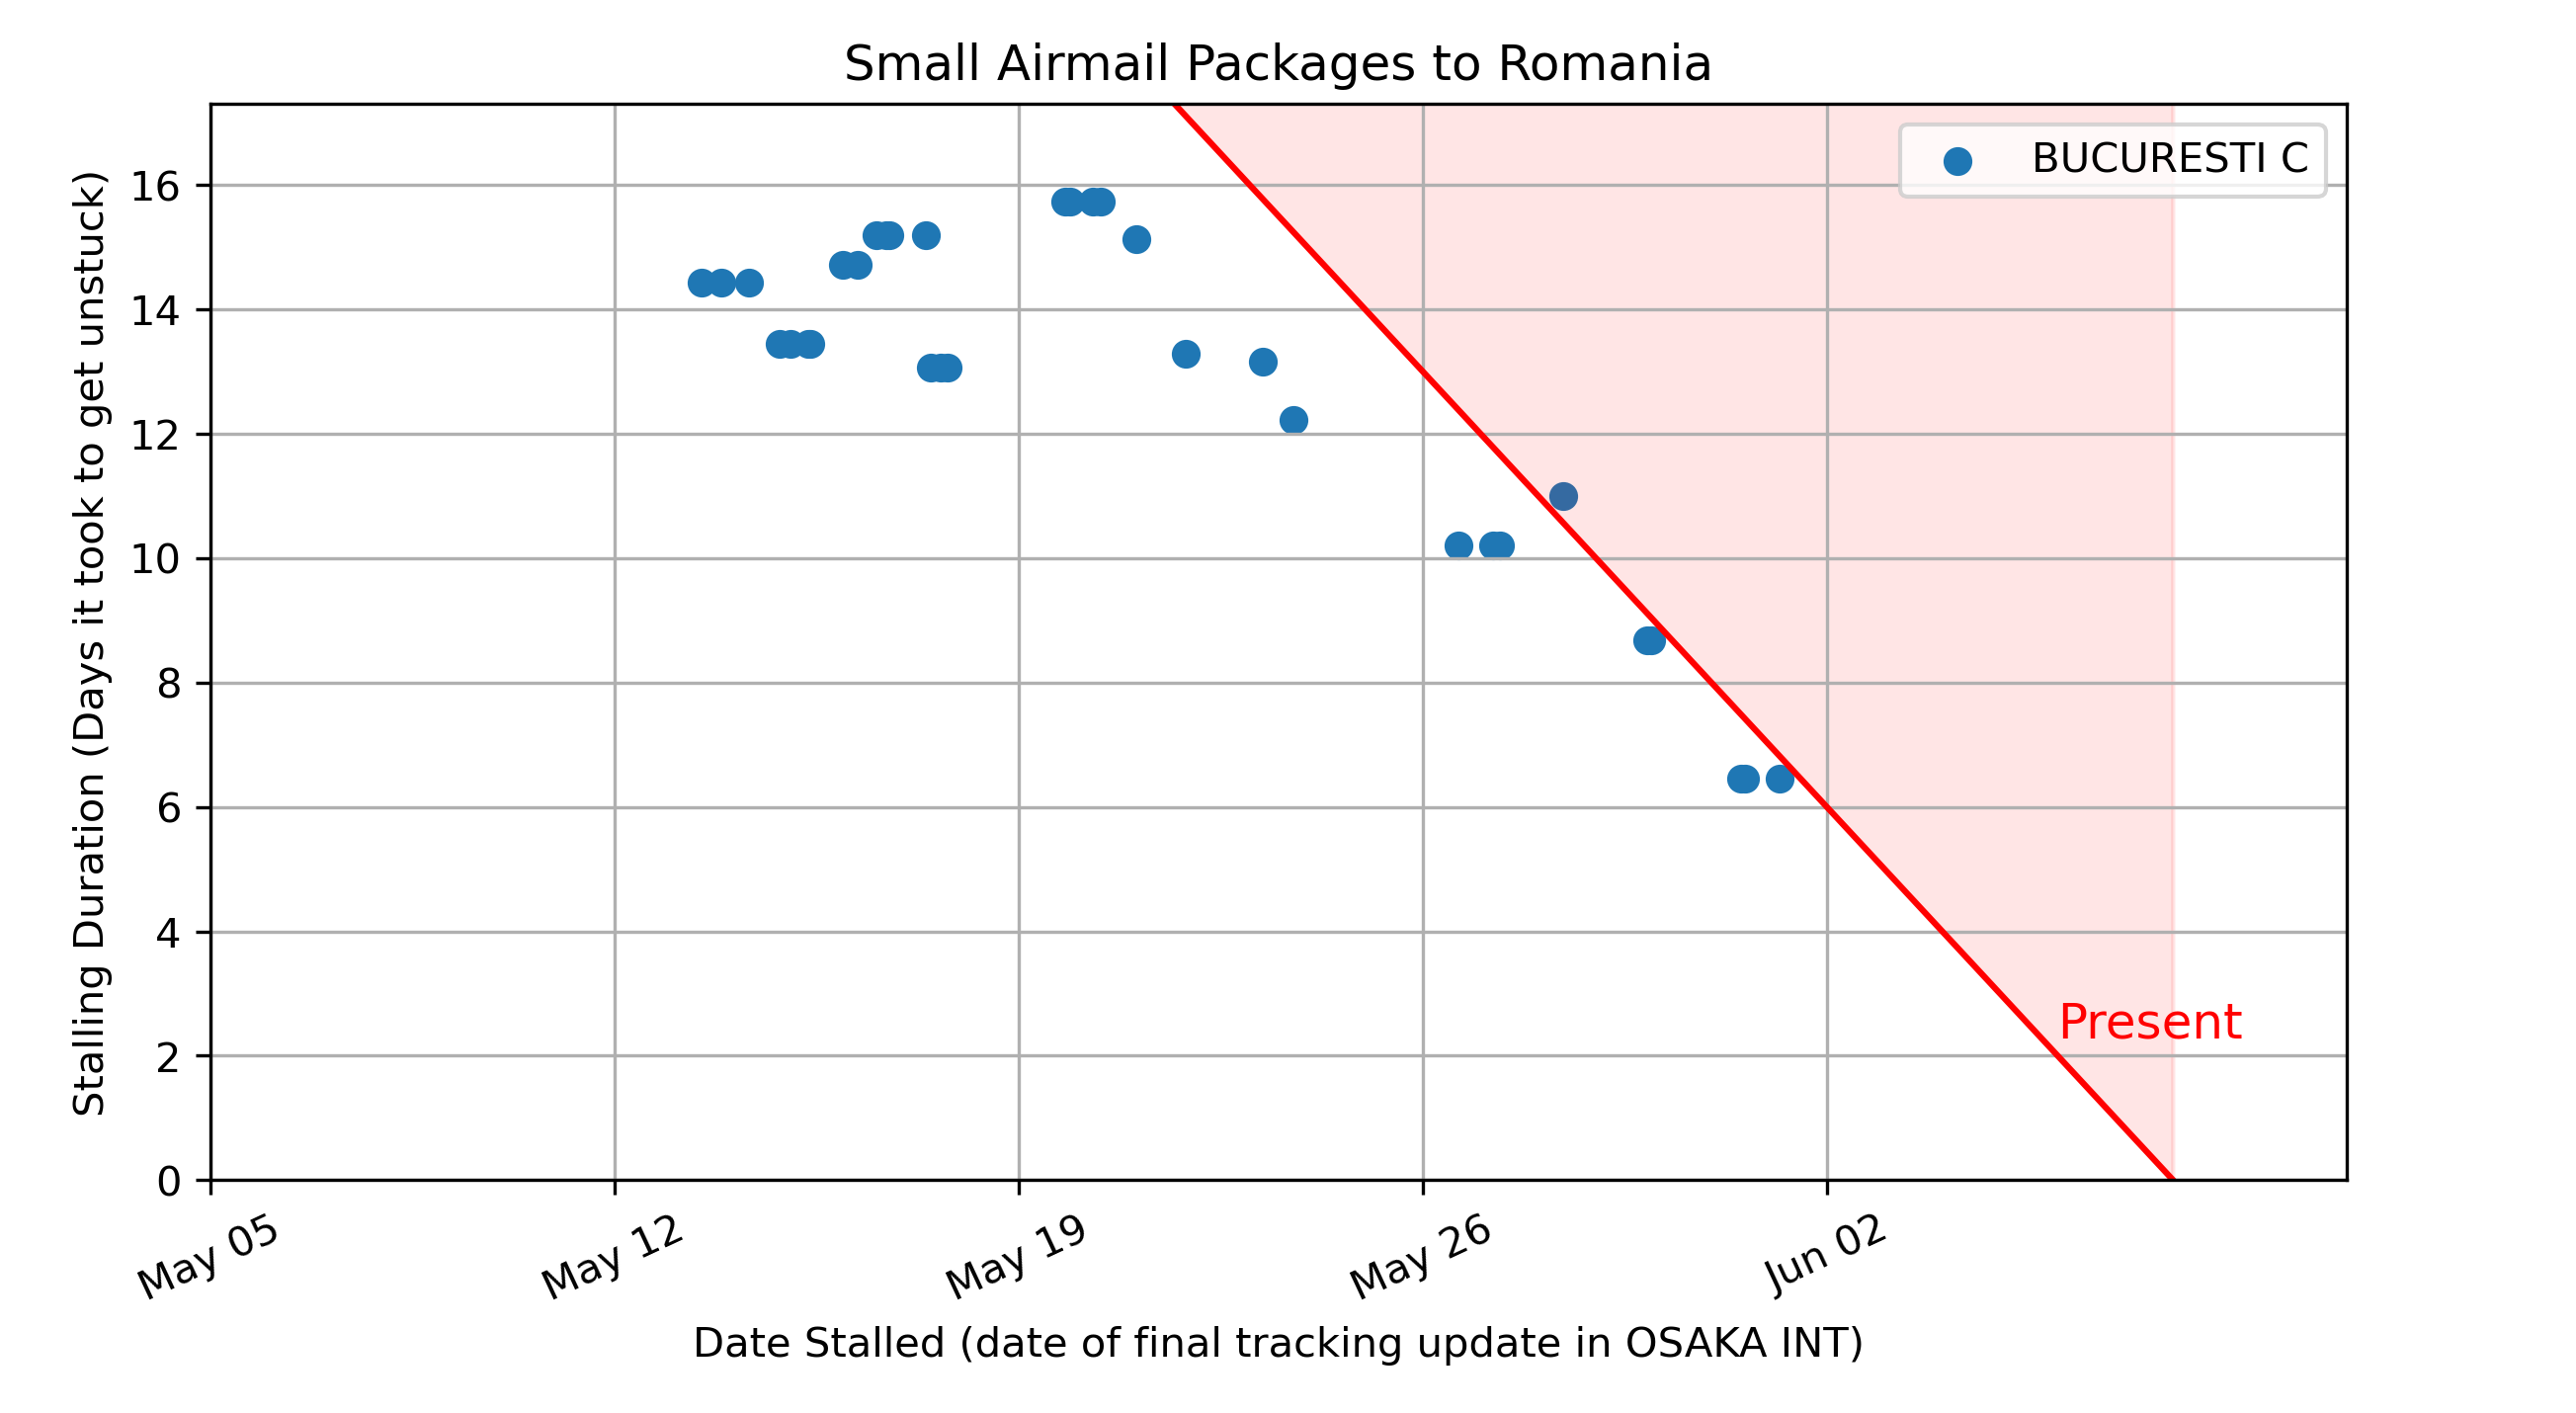 Small Airmail Packages to Romania
BUCURESTI C
Stalling Duration (Days it took to get unstuck)
16
14
12
10
8
6
4
2
0
Present
May 05
May 12
May 19
May 26
Jun 02
Date Stalled (date of final tracking update in OSAKA INT)